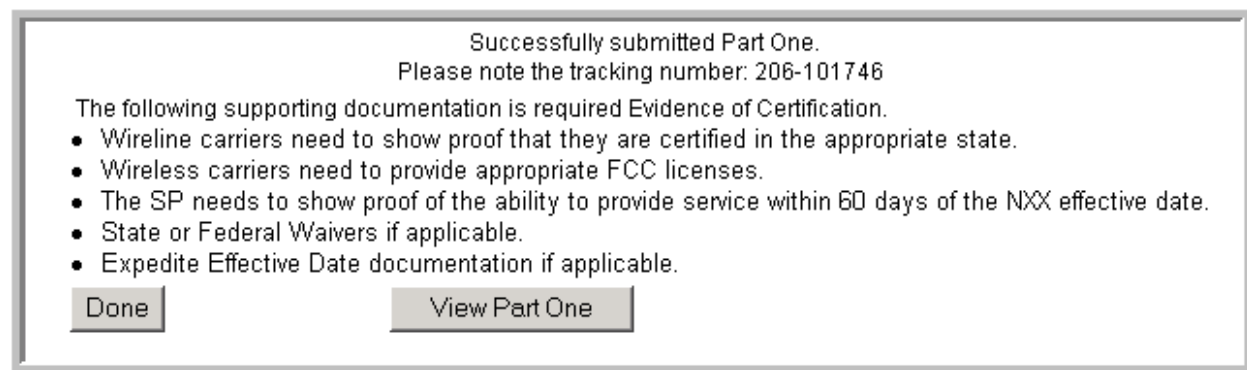 Successfully submitted Part One.
Please note the tracking number: 206-101746
The following supporting documentation is required Evidence of Certification.
• Wireline carriers need to show proof that they are certified in the appropriate state.
• Wireless carriers need to provide appropriate FCC licenses.
• The SP needs to show proof of the ability to provide service within 60 days of the NXX effective date.
• State or Federal Waivers if applicable.
• Expedite Effective Date documentation if applicable.
Done View Part One